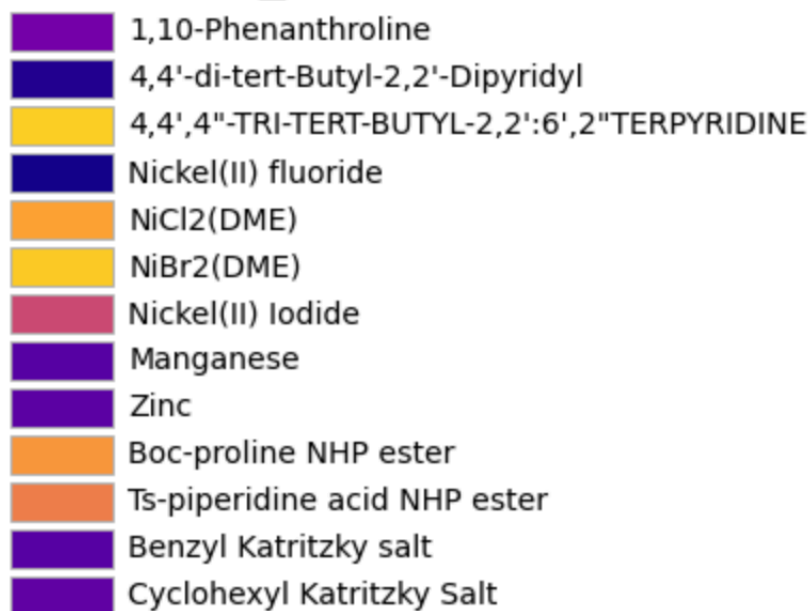 1,10-Phenanthroline
4,4'-di-tert-Butyl-2,2'-Dipyridyl
4,4',4"-TRI-TERT-BUTYL-2,2':6',2"TERPYRIDINE
Nickel(II) fluoride
NiCl2(DME)
NiBr2(DME)
Nickel(II) Iodide
Manganese
Zinc
Boc-proline NHP ester
Ts-piperidine acid NHP ester
Benzyl Katritzky salt
Cyclohexyl Katritzky Salt